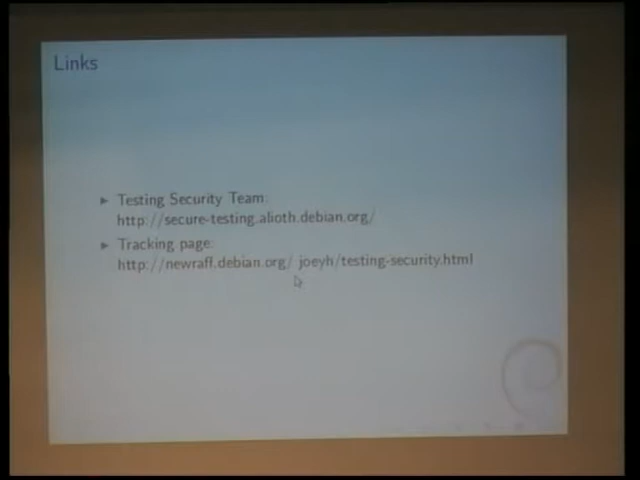 Links
► Testing Security Team:
http://secure-testing.alioth.debian.org/
► Tracking page:
http://newraff.debian.org/ joeyh/testing-security.html